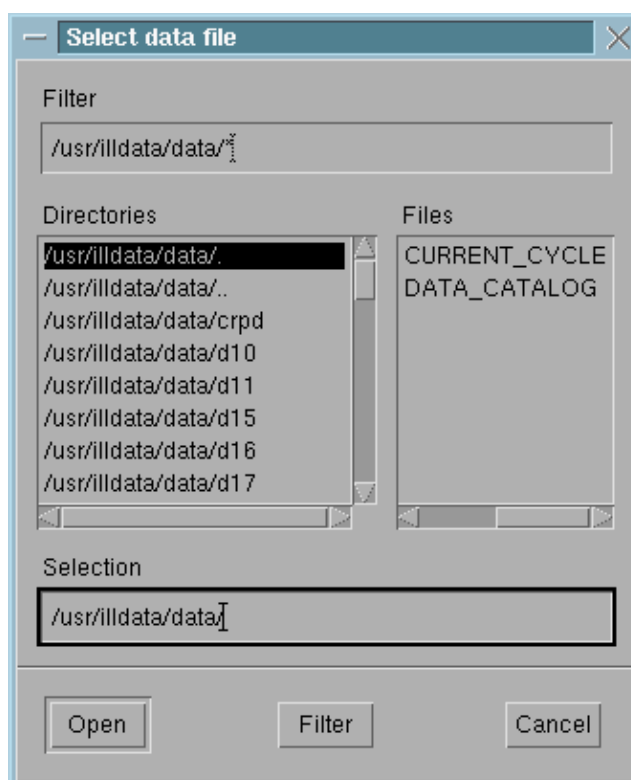 Select data file
Filter
/usr/illdata/data/*
Directories
/usr/illdata/data/.
/usr/illdata/data/..
/usr/illdata/data/crpd
/usr/illdata/data/d10
/usr/illdata/data/d11
/usr/illdata/data/d15
/usr/illdata/data/d16
/usr/illdata/data/d17
Files
CURRENT_CYCLE
DATA_CATALOG
Selection
/usr/illdata/data/
Open
Filter
Cancel